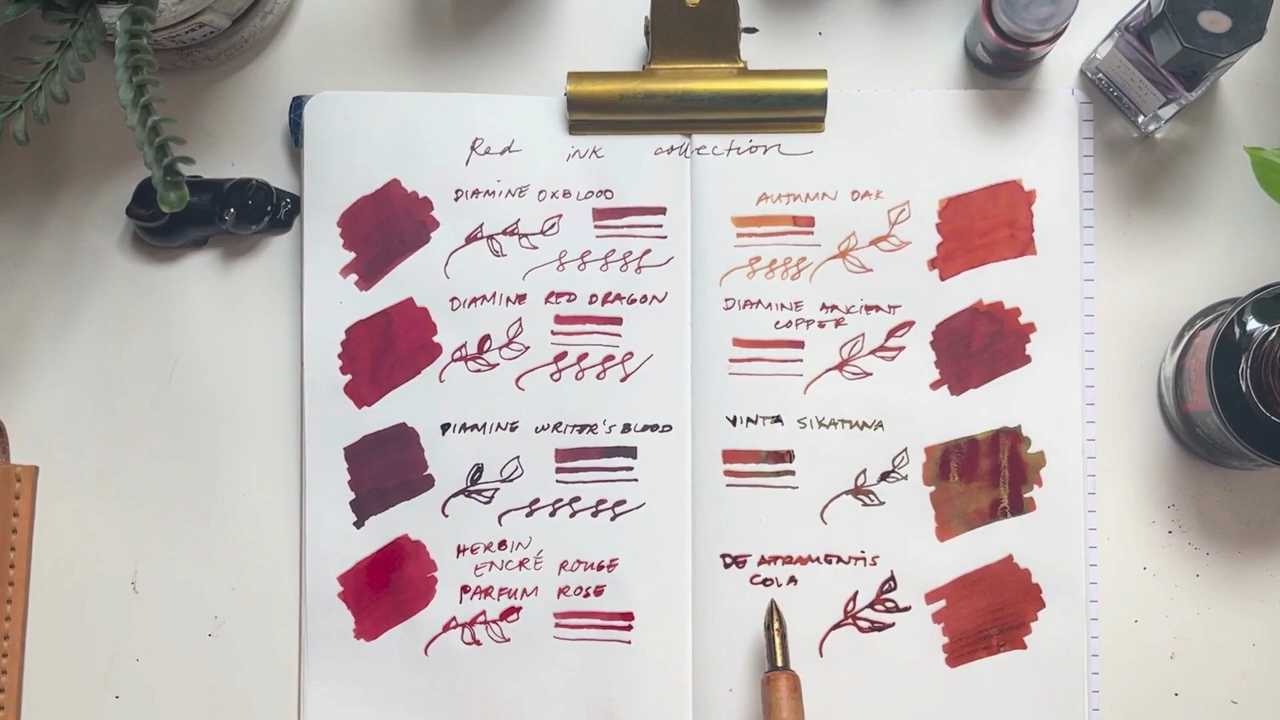 Red ink collection
DIAMINE OXBLOOD
DIAMINE RED DRAGON
DIAMINE WRITER'S BLOOD
HERBIN
ENCRÉ ROUGE
PARFUM ROSE
AUTUMN OAK
DIAMINE ANCIENT
COPPER
VINTA SIKATUNA
DE ATRAMENTIS
COLA